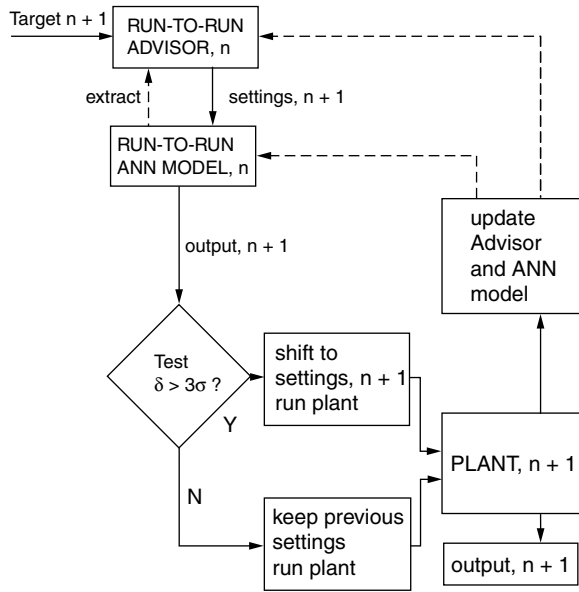 Target n + 1
RUN-TO-RUN
ADVISOR, n
extract
settings, n + 1
RUN-TO-RUN
ANN MODEL, n
output, n + 1
update
Advisor
and ANN
model
Test
δ > 3σ ?
Y
N
shift to
settings, n + 1
run plant
PLANT, n + 1
keep previous
settings
run plant
output, n + 1